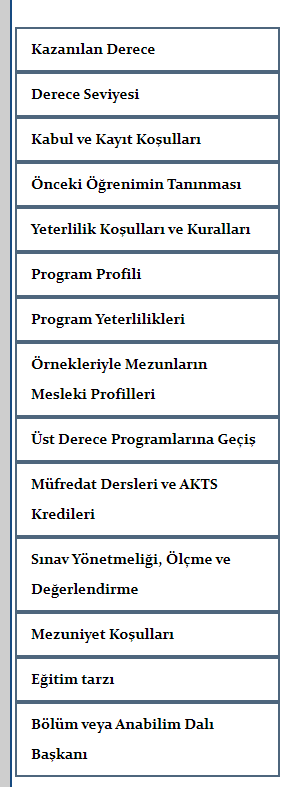 Kazanılan Derece
Derece Seviyesi
Kabul ve Kayıt Koşulları
Önceki Öğrenimin Tanınması
Yeterlilik Koşulları ve Kuralları
Program Profili
Program Yeterlilikleri
Örnekleriyle Mezunların
Mesleki Profilleri
Üst Derece Programlarına Geçiş
Müfredat Dersleri ve AKTS
Kredileri
Sınav Yönetmeliği, Ölçme ve
Değerlendirme
Mezuniyet Koşulları
Eğitim tarzı
Bölüm veya Anabilim Dalı
Başkanı